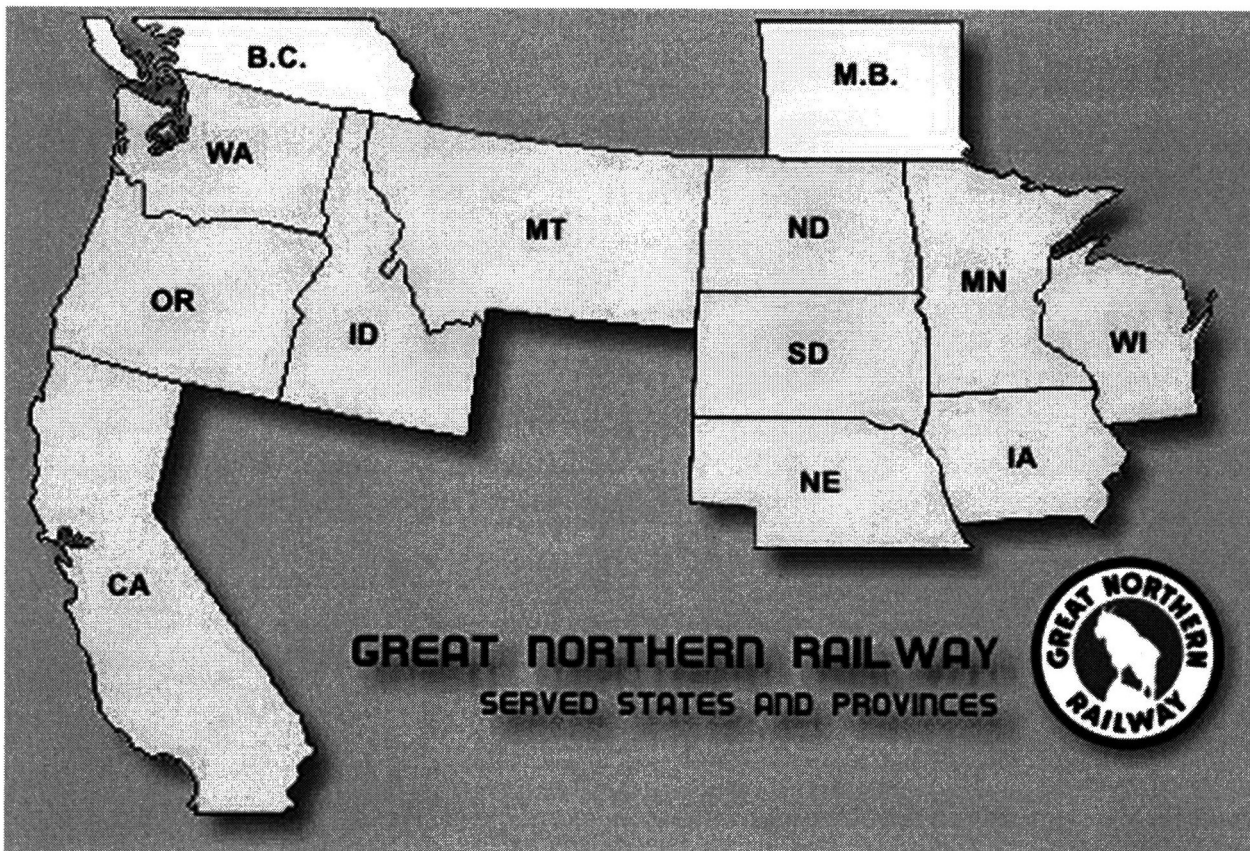 B.C.
M.B.
WA
MT
ND
MN
OR
ID
SD
WI
NE
IA
CA
GREAT NORTHERN RAILWAY
SERVED STATES AND PROVINCES
GREAT NORTHERN
RAILWAY